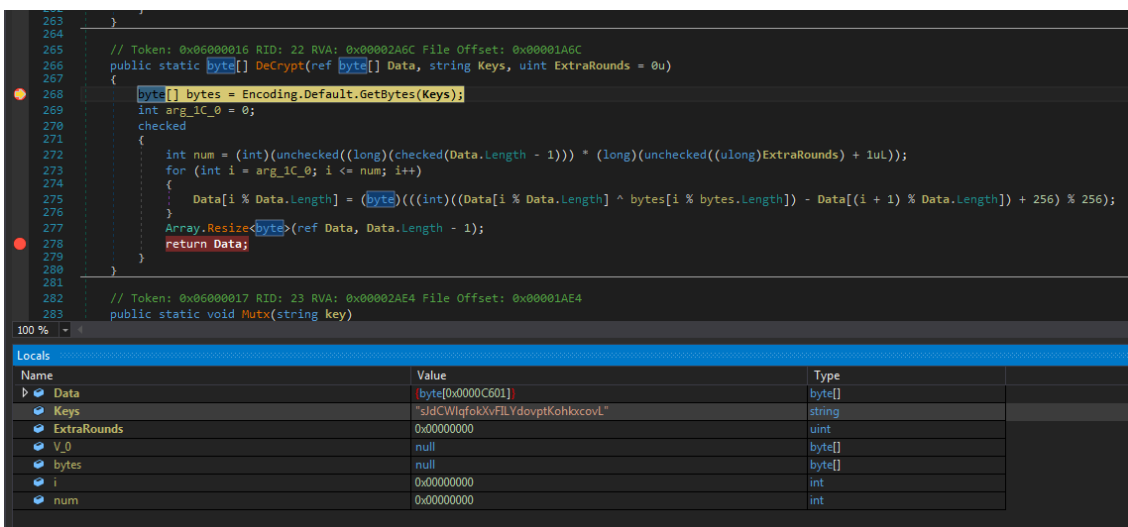 263 }
264
265 // Token: 0x06000016 RID: 22 RVA: 0x00002A6C File Offset: 0x00001A6C
266 public static byte[] DeCrypt(ref byte[] Data, string Keys, uint ExtraRounds = 0u)
267 {
268 byte[] bytes = Encoding.Default.GetBytes(Keys);
269 int arg_1C_0 = 0;
270 checked
271 {
272 int num = (int)(unchecked((long)(checked(Data.Length - 1))) * (long)(unchecked((ulong)ExtraRounds) + 1uL));
273 for (int i = arg_1C_0; i <= num; i++)
274 {
275 Data[i % Data.Length] = (byte)(((int)((Data[i % Data.Length] ^ bytes[i % bytes.Length]) - Data[(i + 1) % Data.Length]) + 256) % 256);
276 }
277 Array.Resize<byte>(ref Data, Data.Length - 1);
278 return Data;
279 }
280 }
281
282 // Token: 0x06000017 RID: 23 RVA: 0x00002AE4 File Offset: 0x00001AE4
283 public static void Mutx(string key)
100 %
Locals
Name Value Type
Data {byte[0x0000C601]} byte[]
Keys string
ExtraRounds 0x00000000 uint
V_0 null byte[]
bytes null byte[]
i 0x00000000 int
num 0x00000000 int